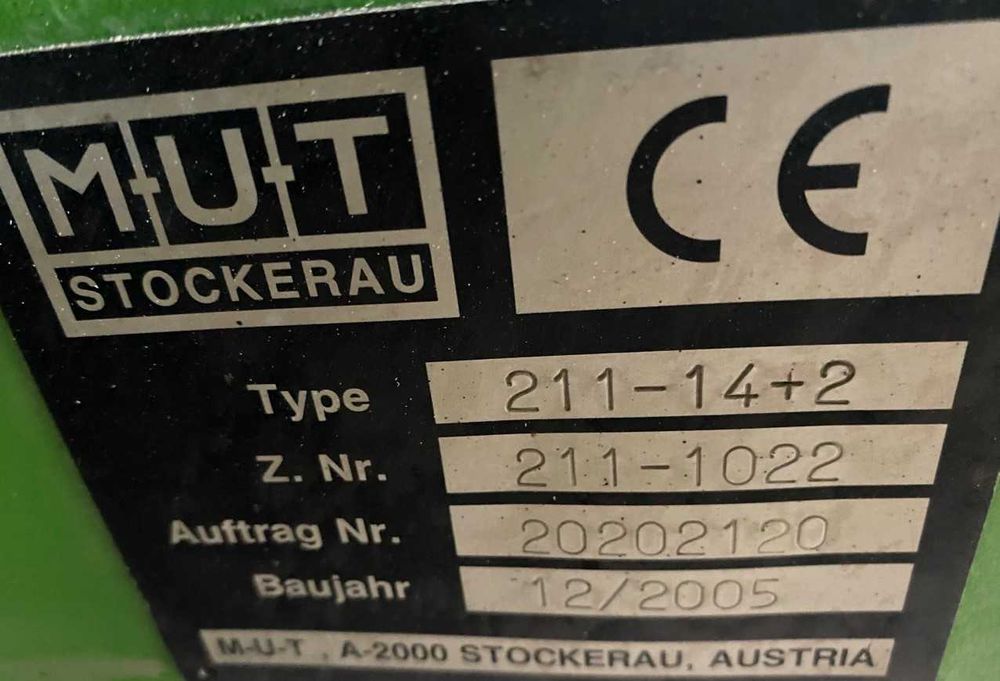 M-U-T
STOCKERAU
CE
Type 211-14+2
Z. Nr. 211-1022
Auftrag Nr. 20202120
Baujahr 12/2005
M-U-T , A-2000 STOCKERAU, AUSTRIA